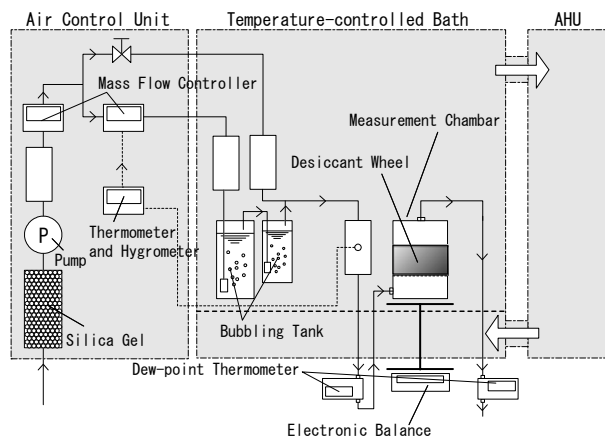 Air Control Unit
Temperature-controlled Bath
AHU
Mass Flow Controller
Measurement Chambar
Desiccant Wheel
P
Pump
Thermometer
and Hygrometer
Silica Gel
Bubbling Tank
Dew-point Thermometer
Electronic Balance